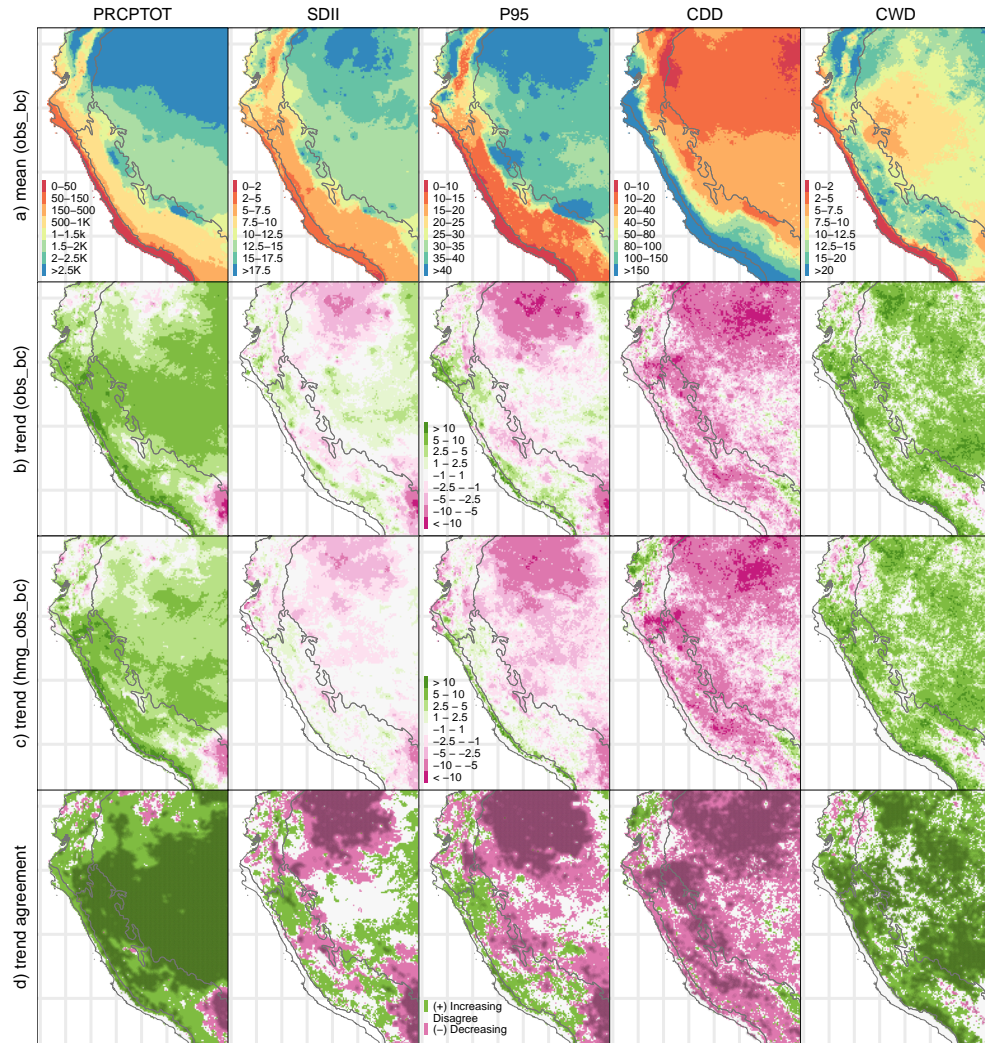 PRCPTOT SDII P95 CDD CWD
a) mean (obs_bc)
0−50
50−150
150−500
500−1K
1−1.5K
1.5−2K
2−2.5K
>2.5K
0−2
2−5
5−7.5
7.5−10
10−12.5
12.5−15
15−17.5
>17.5
0−10
10−15
15−20
20−25
25−30
30−35
35−40
>40
0−10
10−20
20−40
40−50
50−80
80−100
100−150
>150
0−2
2−5
5−7.5
7.5−10
10−12.5
12.5−15
15−20
>20
b) trend (obs_bc)
> 10
5 − 10
2.5 − 5
1 − 2.5
−1 − 1
−2.5 − −1
−5 − −2.5
−10 − −5
< −10
c) trend (hmg_obs_bc)
> 10
5 − 10
2.5 − 5
1 − 2.5
−1 − 1
−2.5 − −1
−5 − −2.5
−10 − −5
< −10
d) trend agreement
(+) Increasing
Disagree
(−) Decreasing